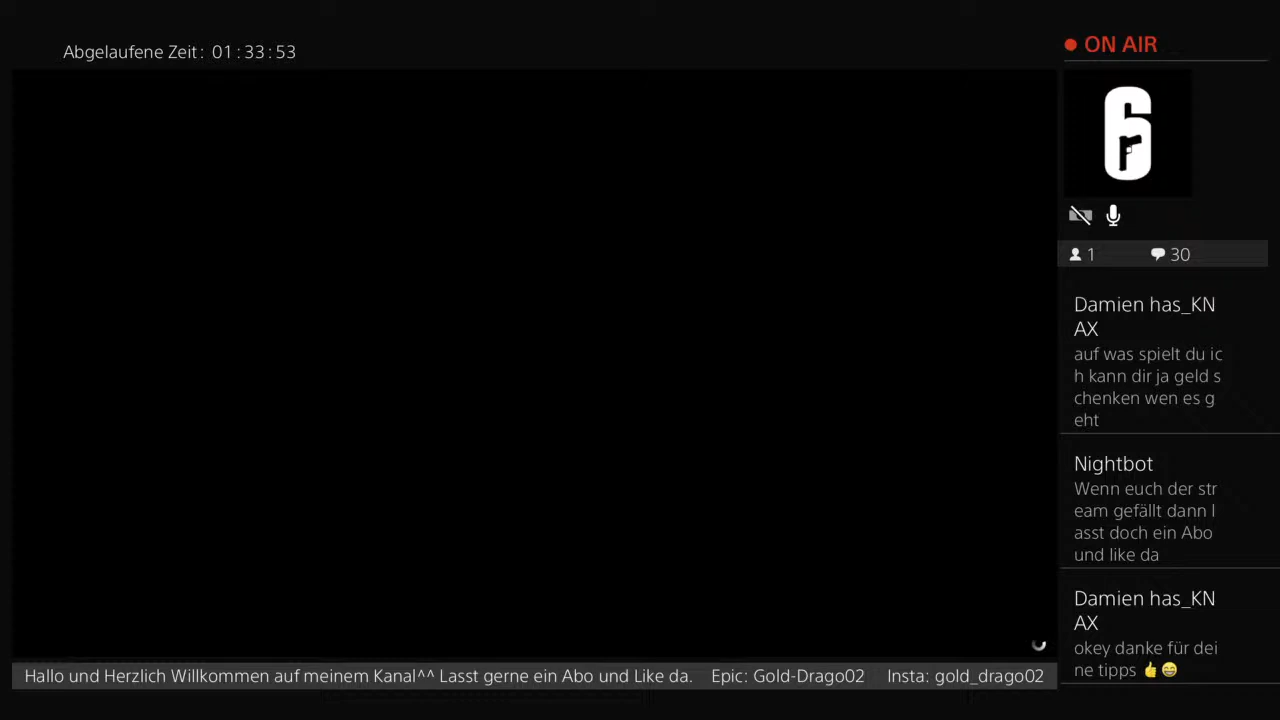 Abgelaufene Zeit: 01:33:53
ON AIR
6
1 30
Damien has_KN
AX
auf was spielt du ic
h kann dir ja geld s
chenken wen es g
eht
Nightbot
Wenn euch der str
eam gefällt dann l
asst doch ein Abo
und like da
Damien has_KN
AX
okey danke für dei
ne tipps 👍😄
Hallo und Herzlich Willkommen auf meinem Kanal^^ Lasst gerne ein Abo und Like da. Epic: Gold-Drago02 Insta: gold_drago02